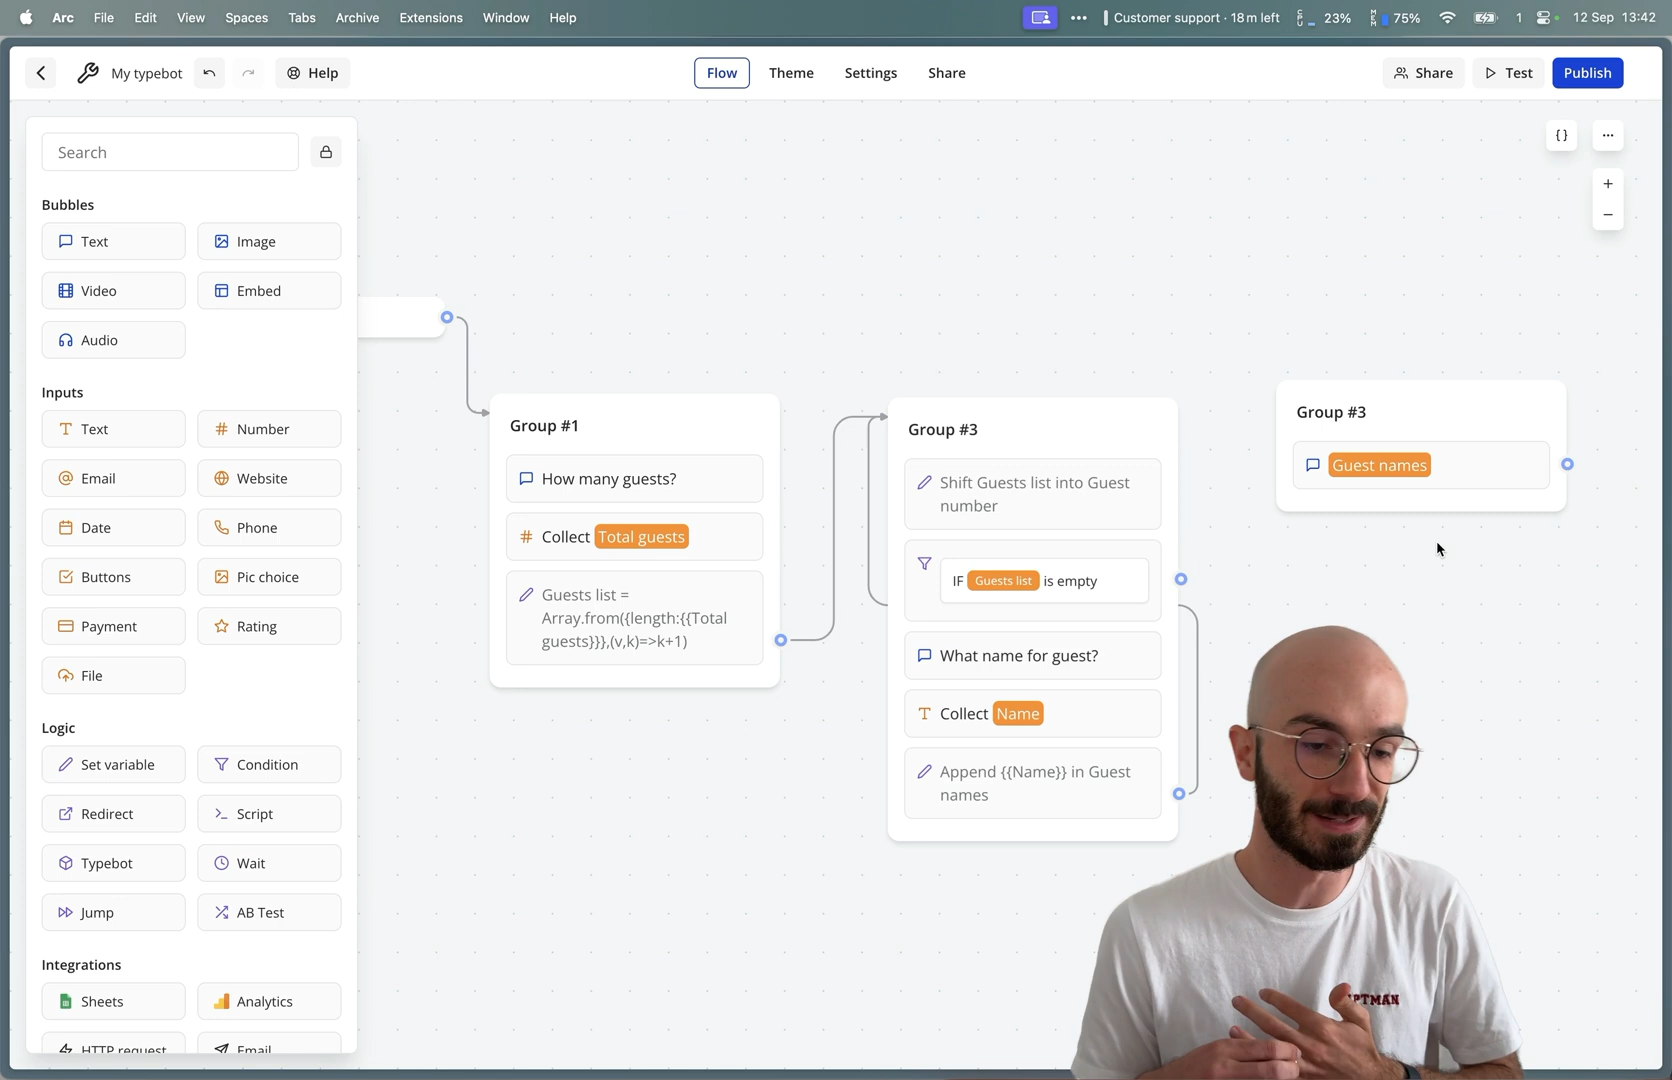 Arc File Edit View Spaces Tabs Archive Extensions Window Help
Customer support · 18 m left CPU 23% MEM 75% 1 12 Sep 13:42
My typebot Help Flow Theme Settings Share Share Test Publish
Search
{} ...
+
−
Bubbles
Text Image
Video Embed
Audio
Inputs
Text Number
Email Website
Date Phone
Buttons Pic choice
Payment Rating
File
Logic
Set variable Condition
Redirect Script
Typebot Wait
Jump AB Test
Integrations
Sheets Analytics
HTTP request Email
Group #1
How many guests?
Collect Total guests
Guests list =
Array.from({length:{{Total
guests}}},(v,k)=>k+1)
Group #3
Shift Guests list into Guest
number
IF Guests list is empty
What name for guest?
Collect Name
Append {{Name}} in Guest
names
Group #3
Guest names